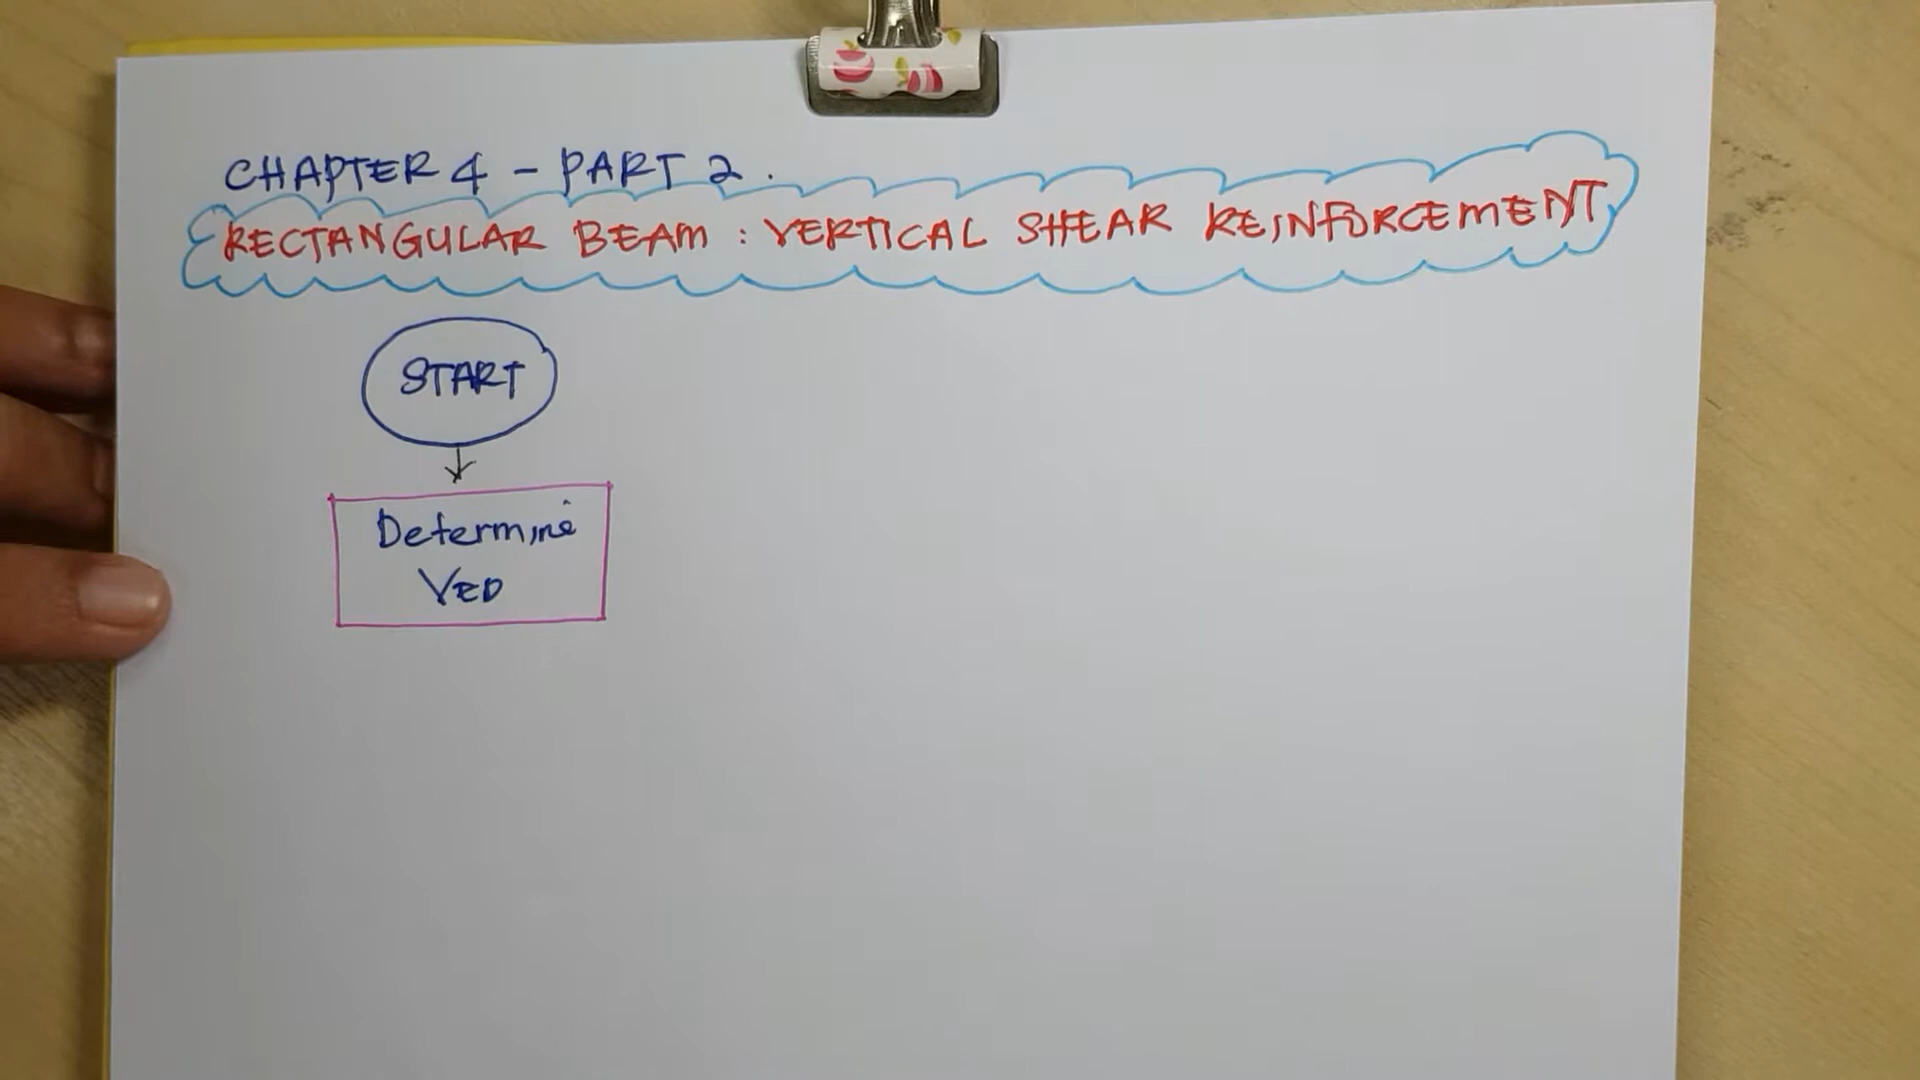 CHAPTER 4 - PART 2.
RECTANGULAR BEAM : VERTICAL SHEAR REINFORCEMENT
START
Determine
VED